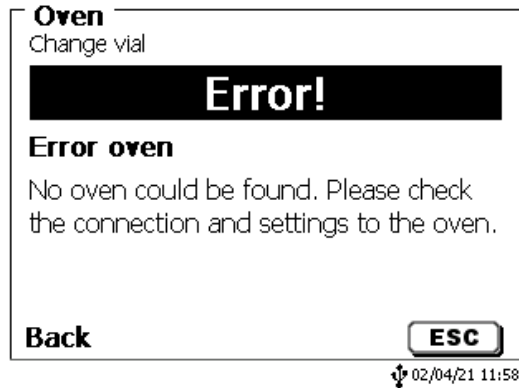 Oven
Change vial
Error!
Error oven
No oven could be found. Please check
the connection and settings to the oven.
Back
ESC
02/04/21 11:58